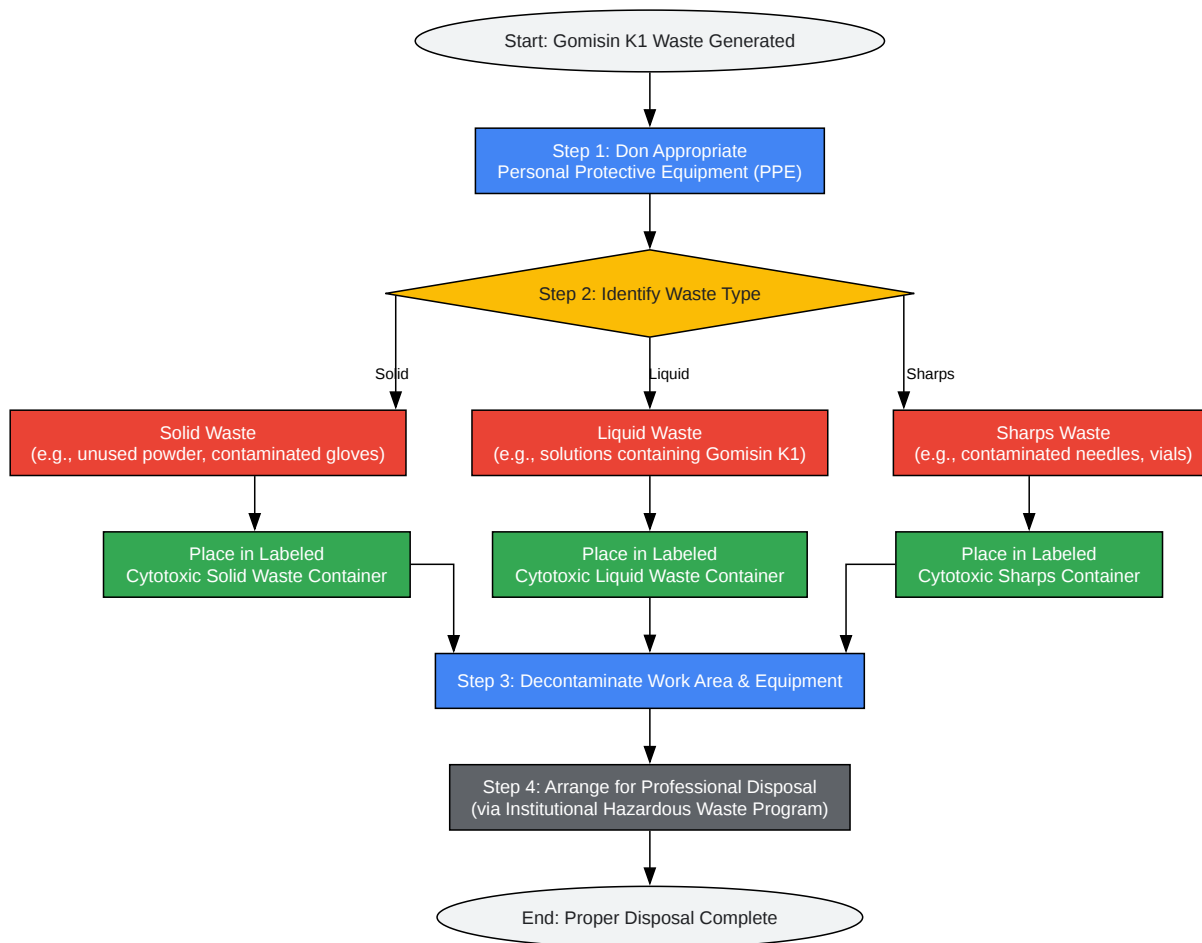 Start: Gomisin K1 Waste Generated
Step 1: Don Appropriate
Personal Protective Equipment (PPE)
Step 2: Identify Waste Type
Solid
Liquid
Sharps
Solid Waste
(e.g., unused powder, contaminated gloves)
Liquid Waste
(e.g., solutions containing Gomisin K1)
Sharps Waste
(e.g., contaminated needles, vials)
Place in Labeled
Cytotoxic Solid Waste Container
Place in Labeled
Cytotoxic Liquid Waste Container
Place in Labeled
Cytotoxic Sharps Container
Step 3: Decontaminate Work Area & Equipment
Step 4: Arrange for Professional Disposal
(via Institutional Hazardous Waste Program)
End: Proper Disposal Complete